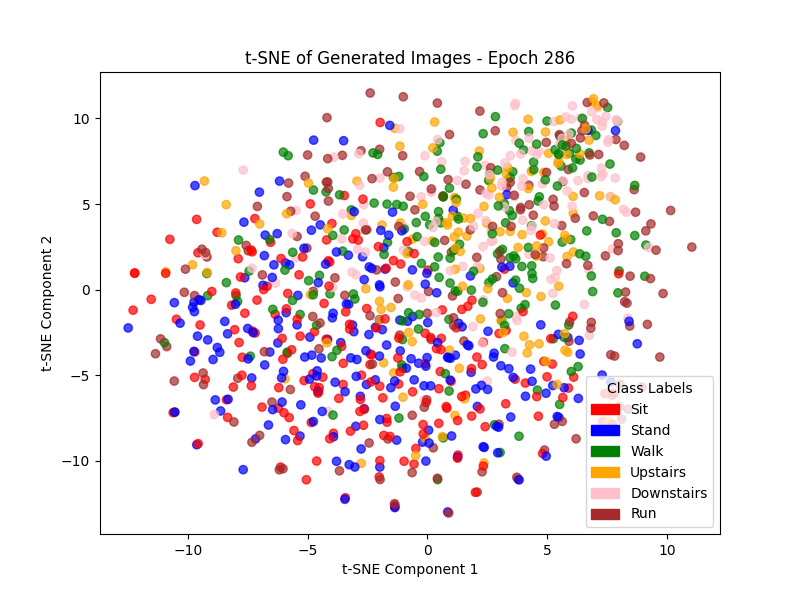 t-SNE of Generated Images - Epoch 286
10
5
0
−5
−10
t-SNE Component 2
−10
−5
0
5
10
t-SNE Component 1
Class Labels
Sit
Stand
Walk
Upstairs
Downstairs
Run